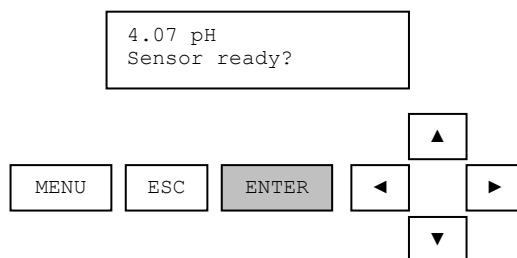 4.07 pH
Sensor ready?
▲
MENU ESC ENTER ◄ ►
▼